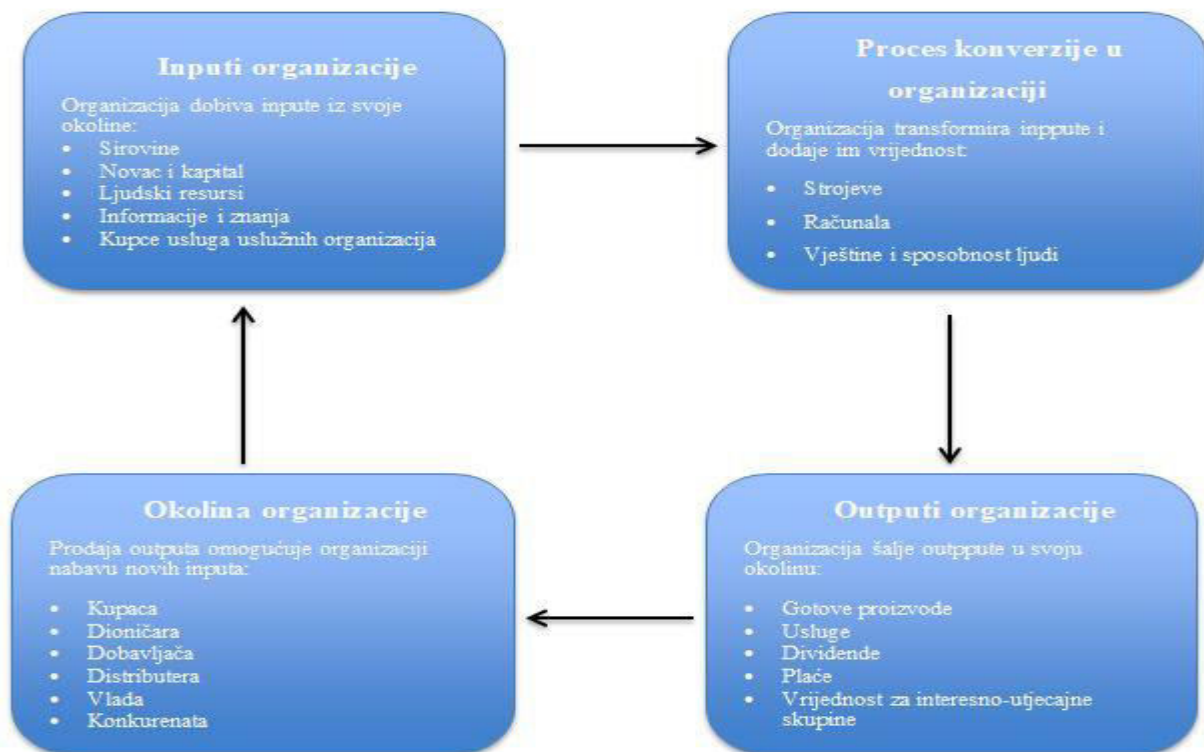 Inputi organizacije
Organizacija dobiva inpute iz svoje
okoline:
• Sirovine
• Novac i kapital
• Ljudski resursi
• Informacije i znanja
• Kupce usluga uslužnih organizacija
Proces konverzije u
organizaciji
Organizacija transformira inppute i
dodaje im vrijednost:
• Strojeve
• Računala
• Vještine i sposobnost ljudi
Okolina organizacije
Prodaja outputa omogućuje organizaciji
nabavu novih inputa:
• Kupaca
• Dioničara
• Dobavljača
• Distributera
• Vlada
• Konkurenata
Outputi organizacije
Organizacija šalje outppute u svoju
okolinu:
• Gotove proizvode
• Usluge
• Dividende
• Plaće
• Vrijednost za interesno-utjecajne
skupine